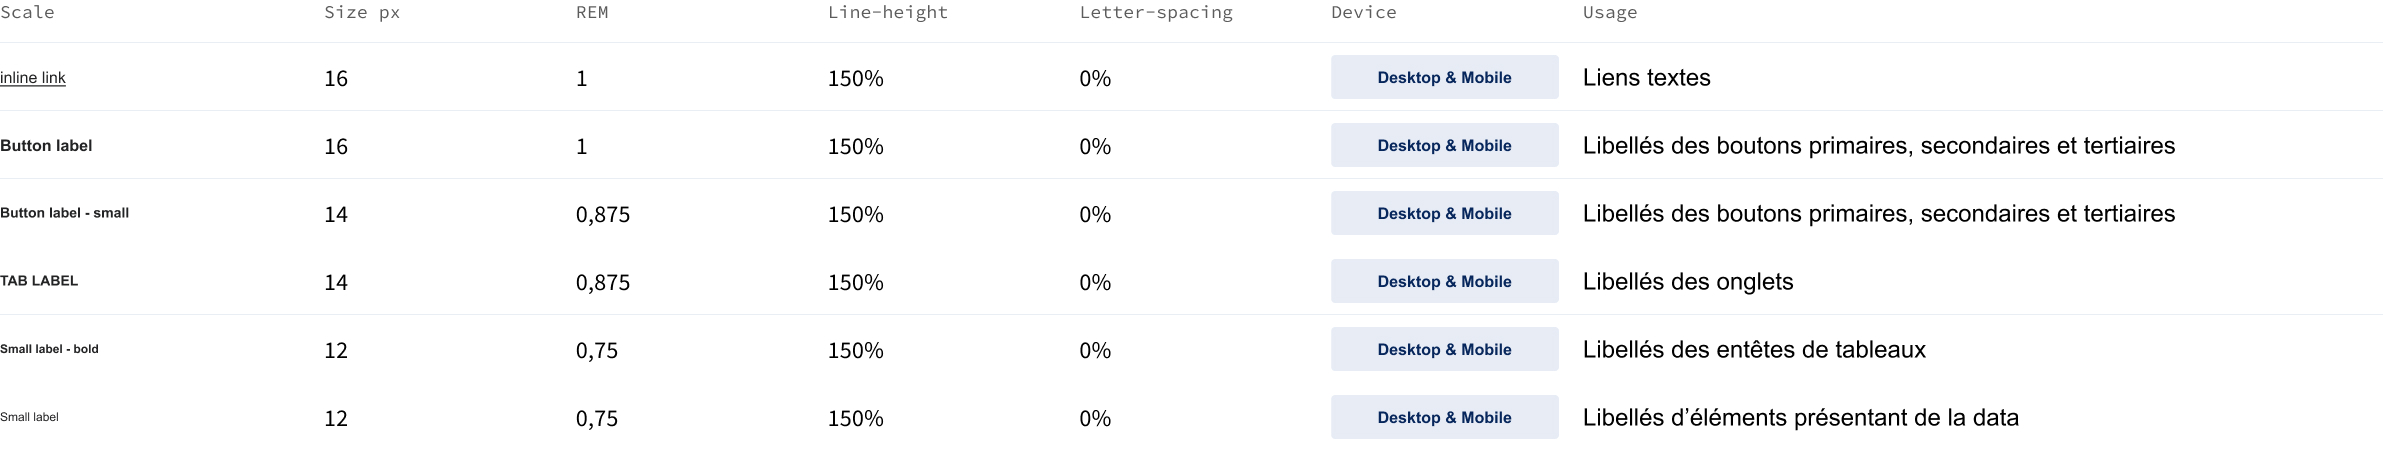 Scale Size px REM Line-height Letter-spacing Device Usage
inline link 16 1 150% 0% Desktop & Mobile Liens textes
Button label 16 1 150% 0% Desktop & Mobile Libellés des boutons primaires, secondaires et tertiaires
Button label - small 14 0,875 150% 0% Desktop & Mobile Libellés des boutons primaires, secondaires et tertiaires
TAB LABEL 14 0,875 150% 0% Desktop & Mobile Libellés des onglets
Small label - bold 12 0,75 150% 0% Desktop & Mobile Libellés des entêtes de tableaux
Small label 12 0,75 150% 0% Desktop & Mobile Libellés d’éléments présentant de la data